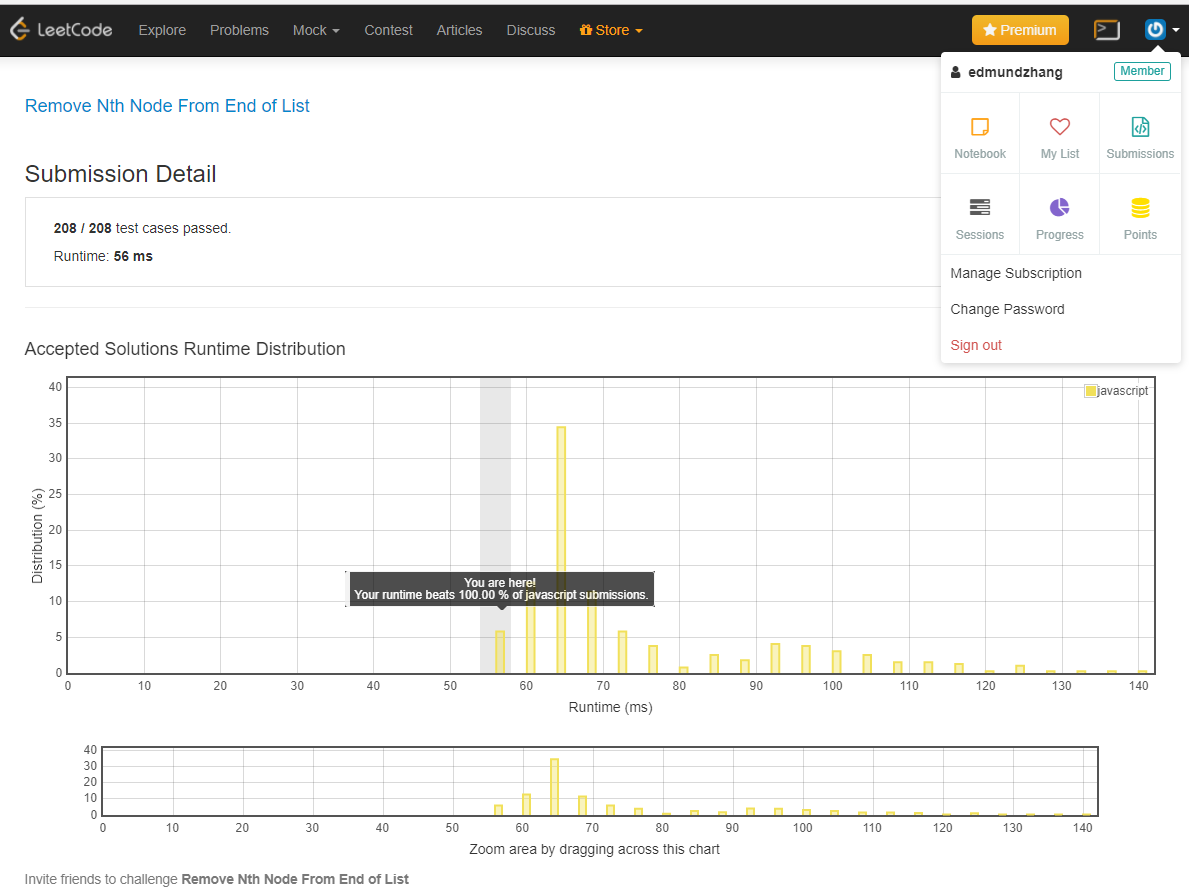 LeetCode Explore Problems Mock Contest Articles Discuss Store Premium
edmundzhang Member
Remove Nth Node From End of List
Notebook My List Submissions
Submission Detail
208 / 208 test cases passed.
Sessions Progress Points
Runtime: 56 ms
Manage Subscription
Change Password
Sign out
Accepted Solutions Runtime Distribution
javascript
40
35
30
25
20
15
10
5
0
Distribution (%)
You are here!
Your runtime beats 100.00 % of javascript submissions.
0 10 20 30 40 50 60 70 80 90 100 110 120 130 140
Runtime (ms)
40
30
20
10
0
0 10 20 30 40 50 60 70 80 90 100 110 120 130 140
Zoom area by dragging across this chart
Invite friends to challenge Remove Nth Node From End of List